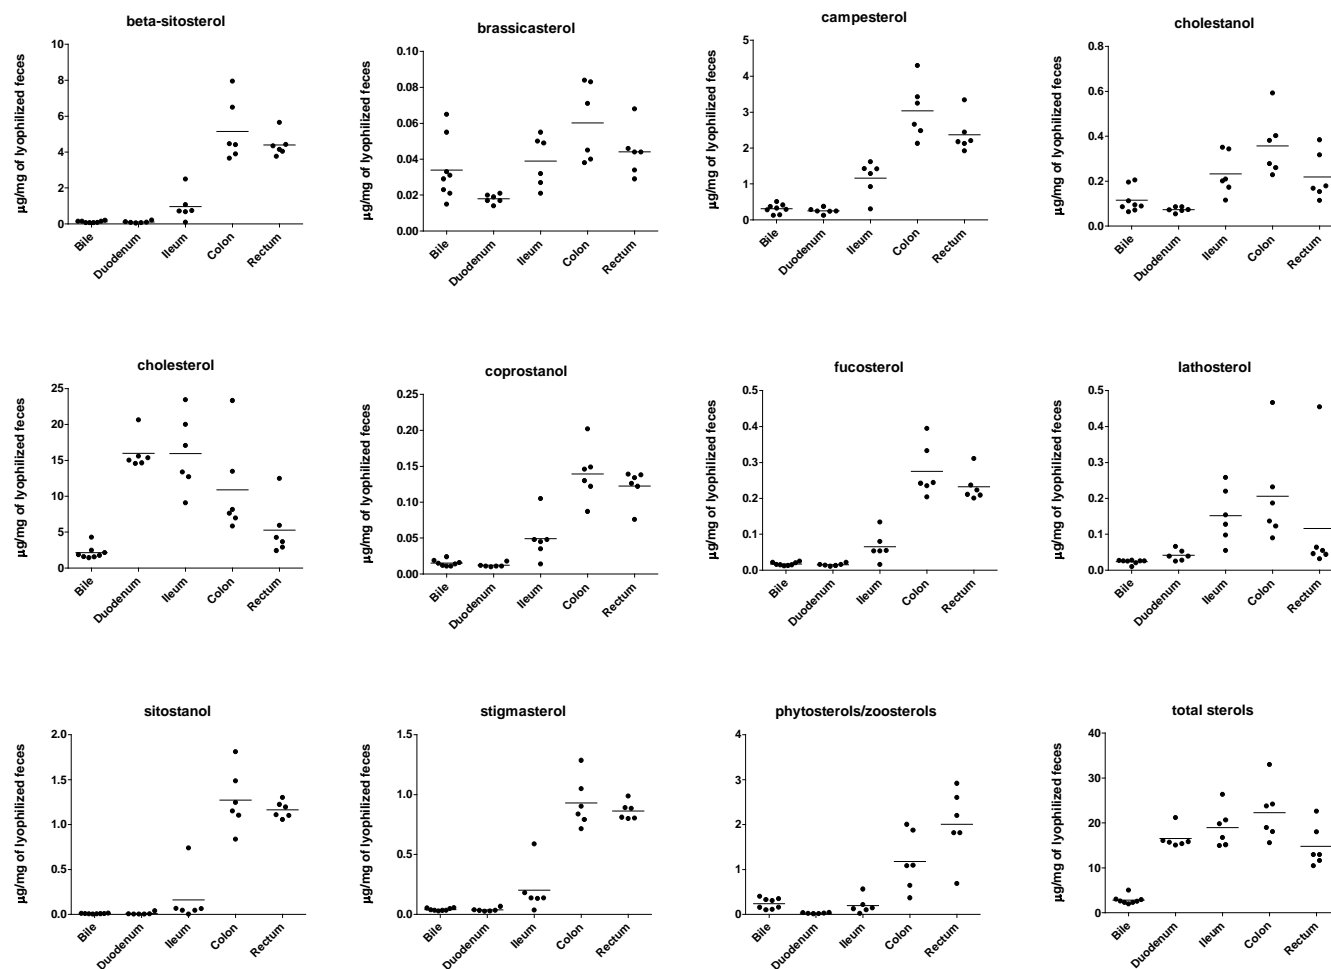 beta-sitosterol
µg/mg of lyophilized feces
10
8
6
4
2
0
Bile
Duodenum
Ileum
Colon
Rectum
brassicasterol
µg/mg of lyophilized feces
0.10
0.08
0.06
0.04
0.02
0.00
Bile
Duodenum
Ileum
Colon
Rectum
campesterol
µg/mg of lyophilized feces
5
4
3
2
1
0
Bile
Duodenum
Ileum
Colon
Rectum
cholestanol
µg/mg of lyophilized feces
0.8
0.6
0.4
0.2
0.0
Bile
Duodenum
Ileum
Colon
Rectum
cholesterol
µg/mg of lyophilized feces
25
20
15
10
5
0
Bile
Duodenum
Ileum
Colon
Rectum
coprostanol
µg/mg of lyophilized feces
0.25
0.20
0.15
0.10
0.05
0.00
Bile
Duodenum
Ileum
Colon
Rectum
fucosterol
µg/mg of lyophilized feces
0.5
0.4
0.3
0.2
0.1
0.0
Bile
Duodenum
Ileum
Colon
Rectum
lathosterol
µg/mg of lyophilized feces
0.5
0.4
0.3
0.2
0.1
0.0
Bile
Duodenum
Ileum
Colon
Rectum
sitostanol
µg/mg of lyophilized feces
2.0
1.5
1.0
0.5
0.0
Bile
Duodenum
Ileum
Colon
Rectum
stigmasterol
µg/mg of lyophilized feces
1.5
1.0
0.5
0.0
Bile
Duodenum
Ileum
Colon
Rectum
phytosterols/zoosterols
µg/mg of lyophilized feces
4
3
2
1
0
Bile
Duodenum
Ileum
Colon
Rectum
total sterols
µg/mg of lyophilized feces
40
30
20
10
0
Bile
Duodenum
Ileum
Colon
Rectum